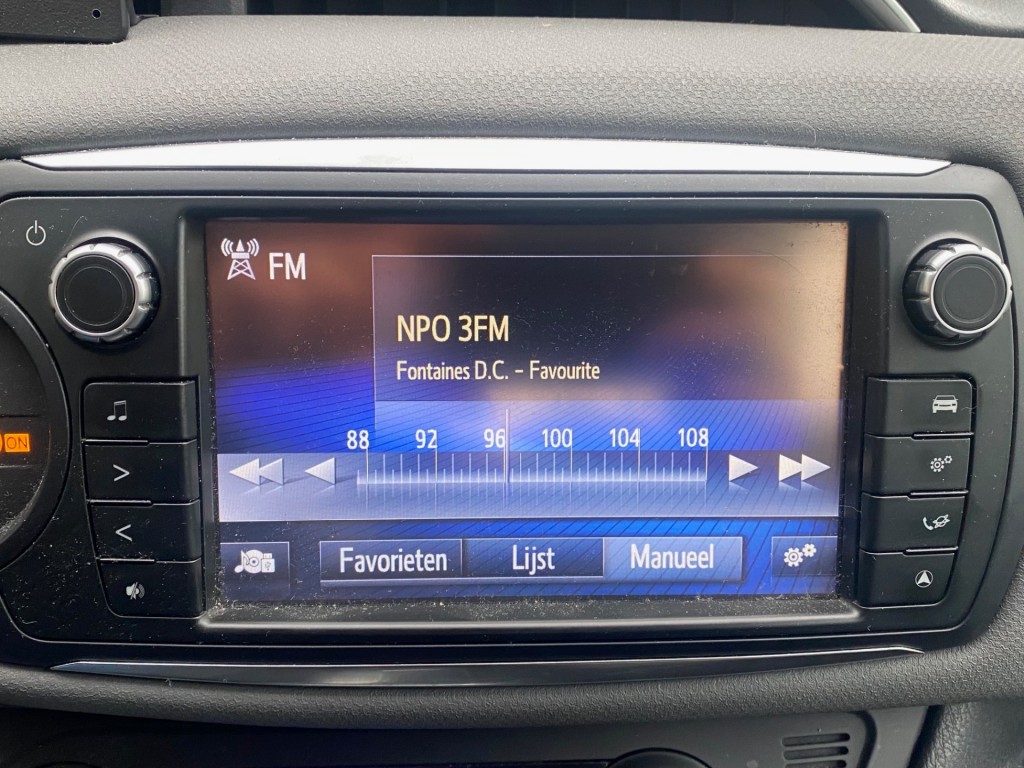 FM
NPO 3FM
Fontaines D.C. - Favourite
88 92 96 100 104 108
ON
Favorieten Lijst Manueel